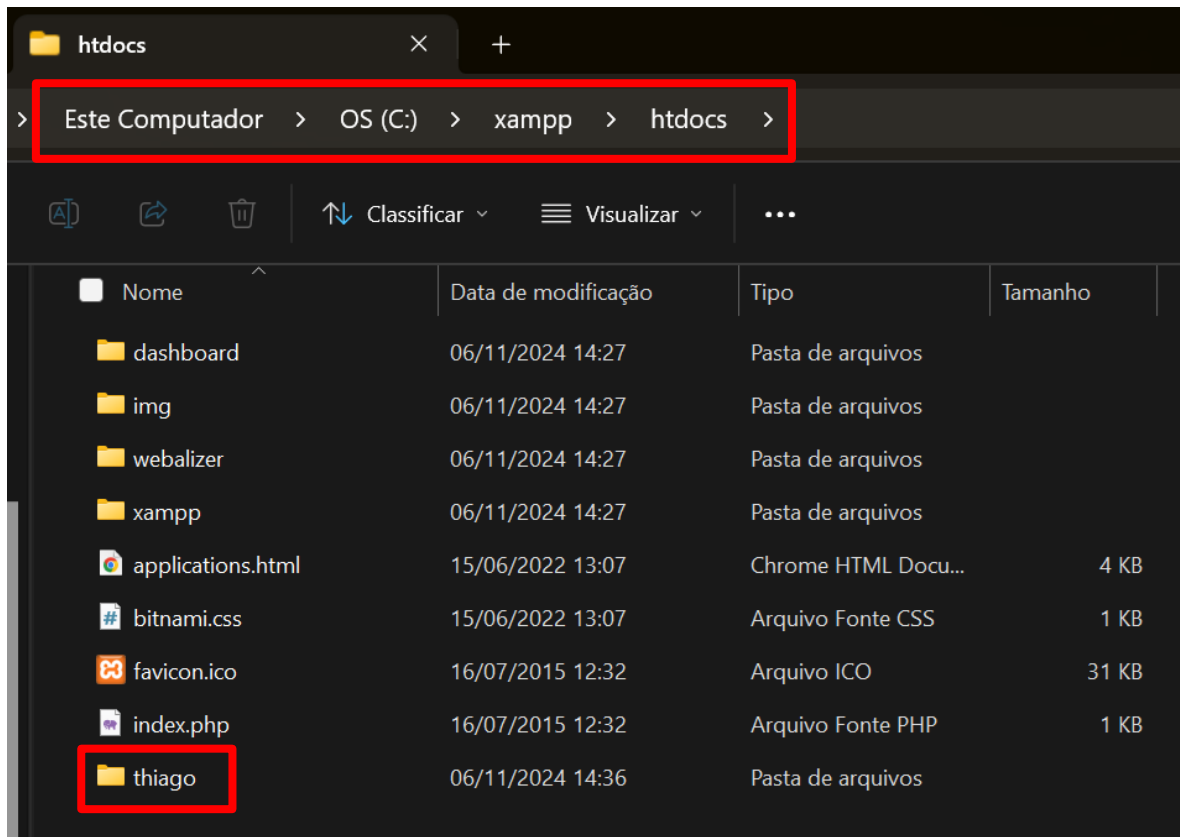 htdocs
Este Computador > OS (C:) > xampp > htdocs >
Classificar Visualizar
Nome Data de modificação Tipo Tamanho
dashboard 06/11/2024 14:27 Pasta de arquivos
img 06/11/2024 14:27 Pasta de arquivos
webalizer 06/11/2024 14:27 Pasta de arquivos
xampp 06/11/2024 14:27 Pasta de arquivos
applications.html 15/06/2022 13:07 Chrome HTML Docu... 4 KB
bitnami.css 15/06/2022 13:07 Arquivo Fonte CSS 1 KB
favicon.ico 16/07/2015 12:32 Arquivo ICO 31 KB
index.php 16/07/2015 12:32 Arquivo Fonte PHP 1 KB
thiago 06/11/2024 14:36 Pasta de arquivos